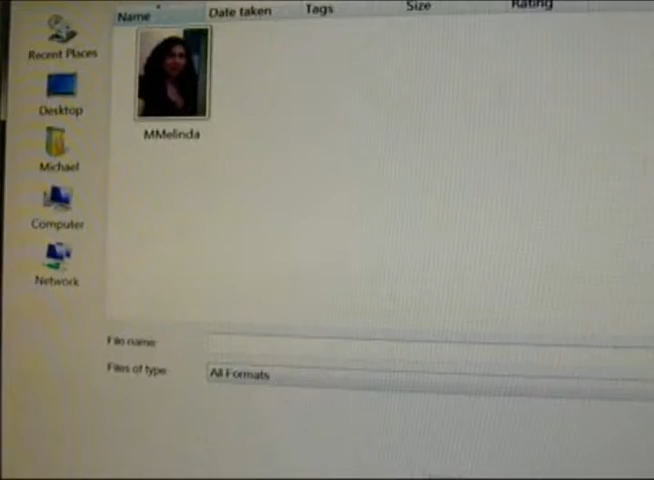 Name Date taken Tags Size Rating
Recent Places
Desktop
MMelinda
Michael
Computer
Network
File name:
Files of type: All Formats